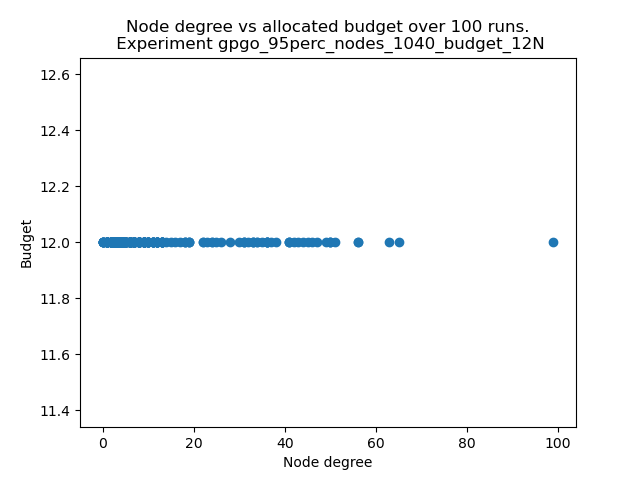 Node degree vs allocated budget over 100 runs.
Experiment gpgo_95perc_nodes_1040_budget_12N
12.6
12.4
12.2
12.0
11.8
11.6
11.4
Budget
0 20 40 60 80 100
Node degree